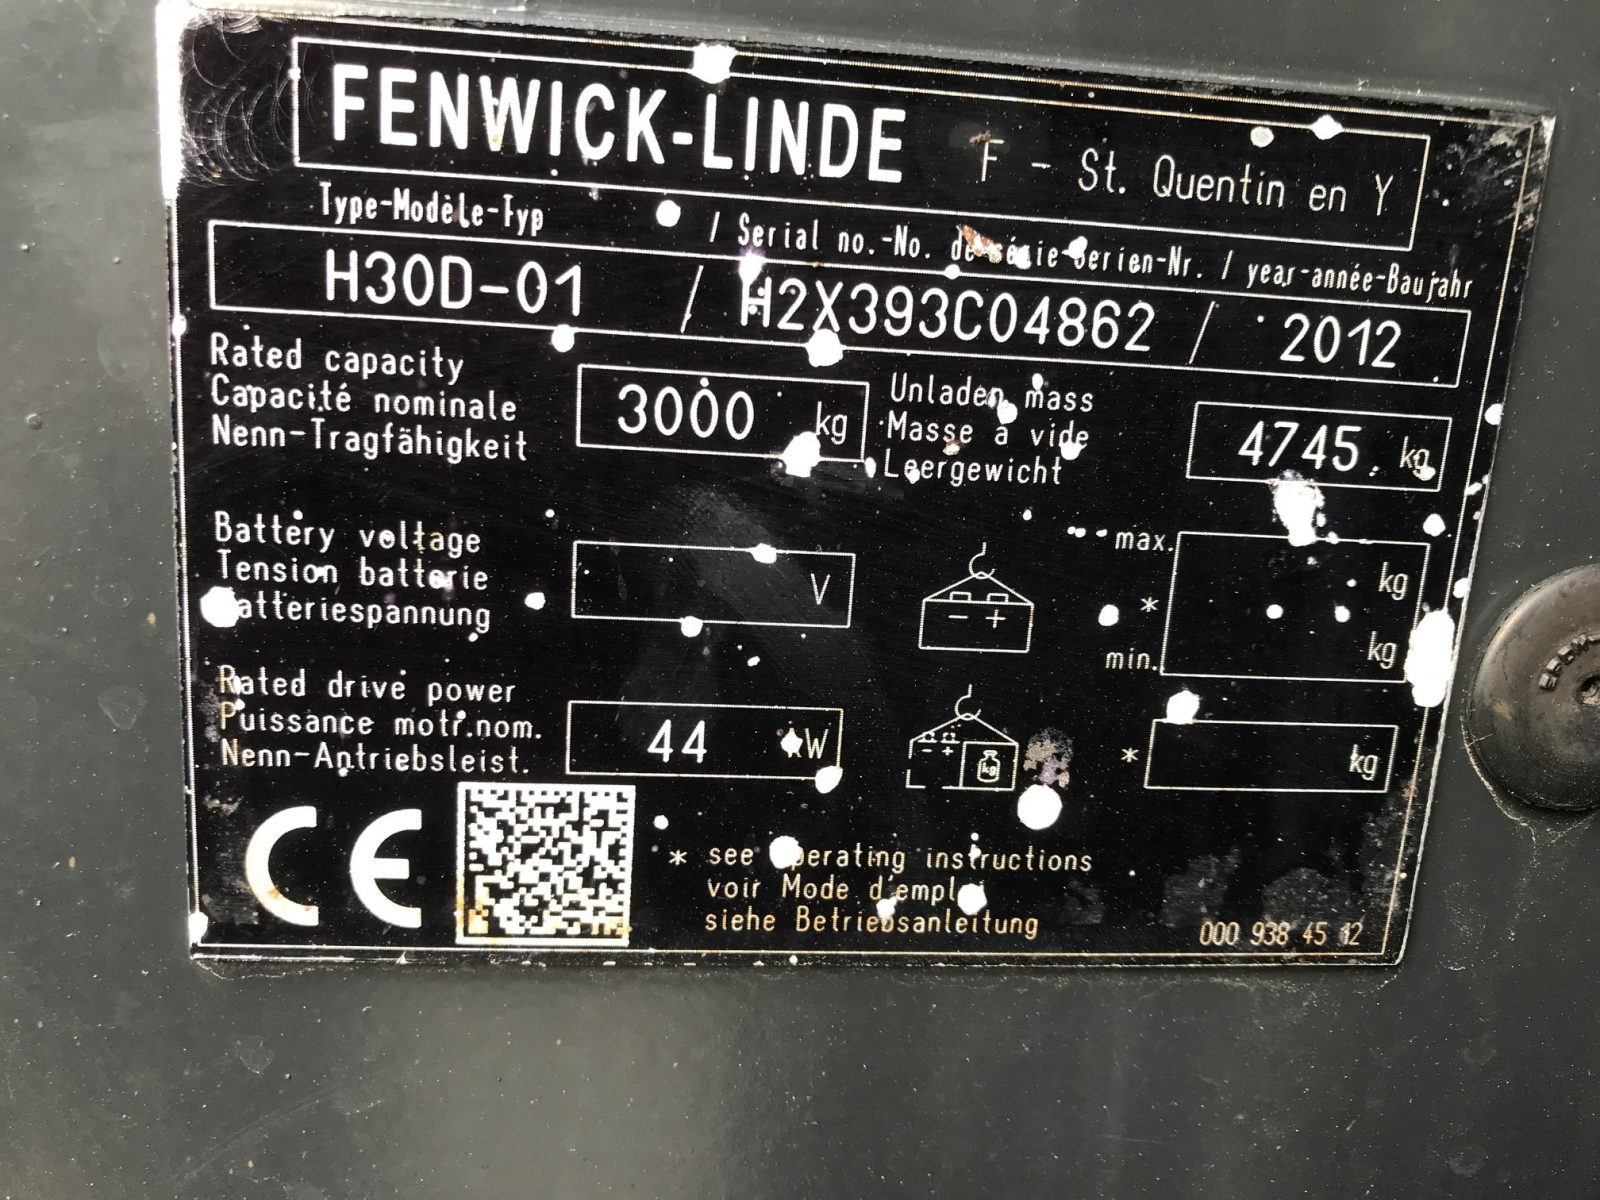 FENWICK-LINDE F - St. Quentin en Y
Type-Modèle-Typ / Serial no.-No. de série-Serien-Nr. / year-année-Baujahr
H30D-01 / H2X393C04862 / 2012
Rated capacity
Capacité nominale
Nenn-Tragfähigkeit
3000 kg
Unladen mass
Masse à vide
Leergewicht
4745 kg
Battery voltage
Tension batterie
Batteriespannung
V
- +
max. kg
*
min. kg
Rated drive power
Puissance motr.nom.
Nenn-Antriebsleist.
44 kW
- +
kg
* kg
CE
* see operating instructions
voir Mode d'emploi
siehe Betriebsanleitung
000 938 45 12